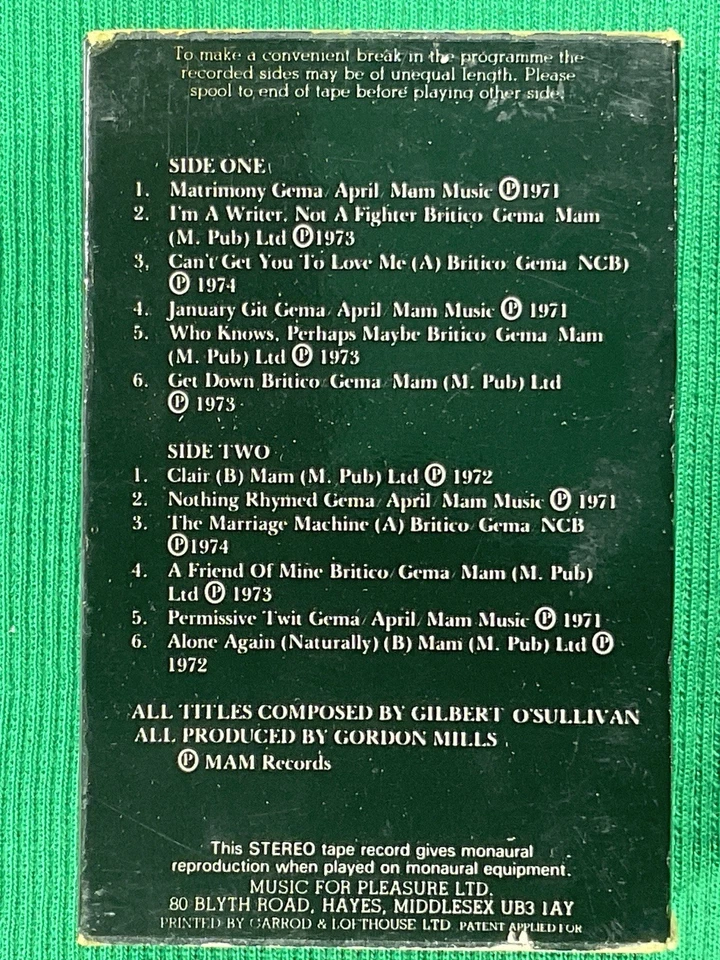 To make a convenient break in the programme the
recorded sides may be of unequal length. Please
spool to end of tape before playing other side.
SIDE ONE
1. Matrimony Gema/April/Mam Music ℗1971
2. I'm A Writer, Not A Fighter Britico/Gema/Mam
(M. Pub) Ltd ℗1973
3. Can't Get You To Love Me (A) Britico/Gema/NCB)
℗ 1974
4. January Git Gema/April/Mam Music ℗ 1971
5. Who Knows, Perhaps Maybe Britico/Gema/Mam
(M. Pub) Ltd ℗ 1973
6. Get Down Britico/Gema/Mam (M. Pub) Ltd
℗ 1973
SIDE TWO
1. Clair (B) Mam (M. Pub) Ltd ℗ 1972
2. Nothing Rhymed Gema/April/Mam Music ℗ 1971
3. The Marriage Machine (A) Britico/Gema/NCB
℗1974
4. A Friend Of Mine Britico/Gema/Mam (M. Pub)
Ltd ℗ 1973
5. Permissive Twit Gema/April/Mam Music ℗ 1971
6. Alone Again (Naturally) (B) Mam (M. Pub) Ltd ℗
1972
ALL TITLES COMPOSED BY GILBERT O'SULLIVAN
ALL PRODUCED BY GORDON MILLS
℗ MAM Records
This STEREO tape record gives monaural
reproduction when played on monaural equipment.
MUSIC FOR PLEASURE LTD.
80 BLYTH ROAD, HAYES, MIDDLESEX UB3 1AY
PRINTED BY GARROD & LOFTHOUSE LTD. PATENT APPLIED FOR